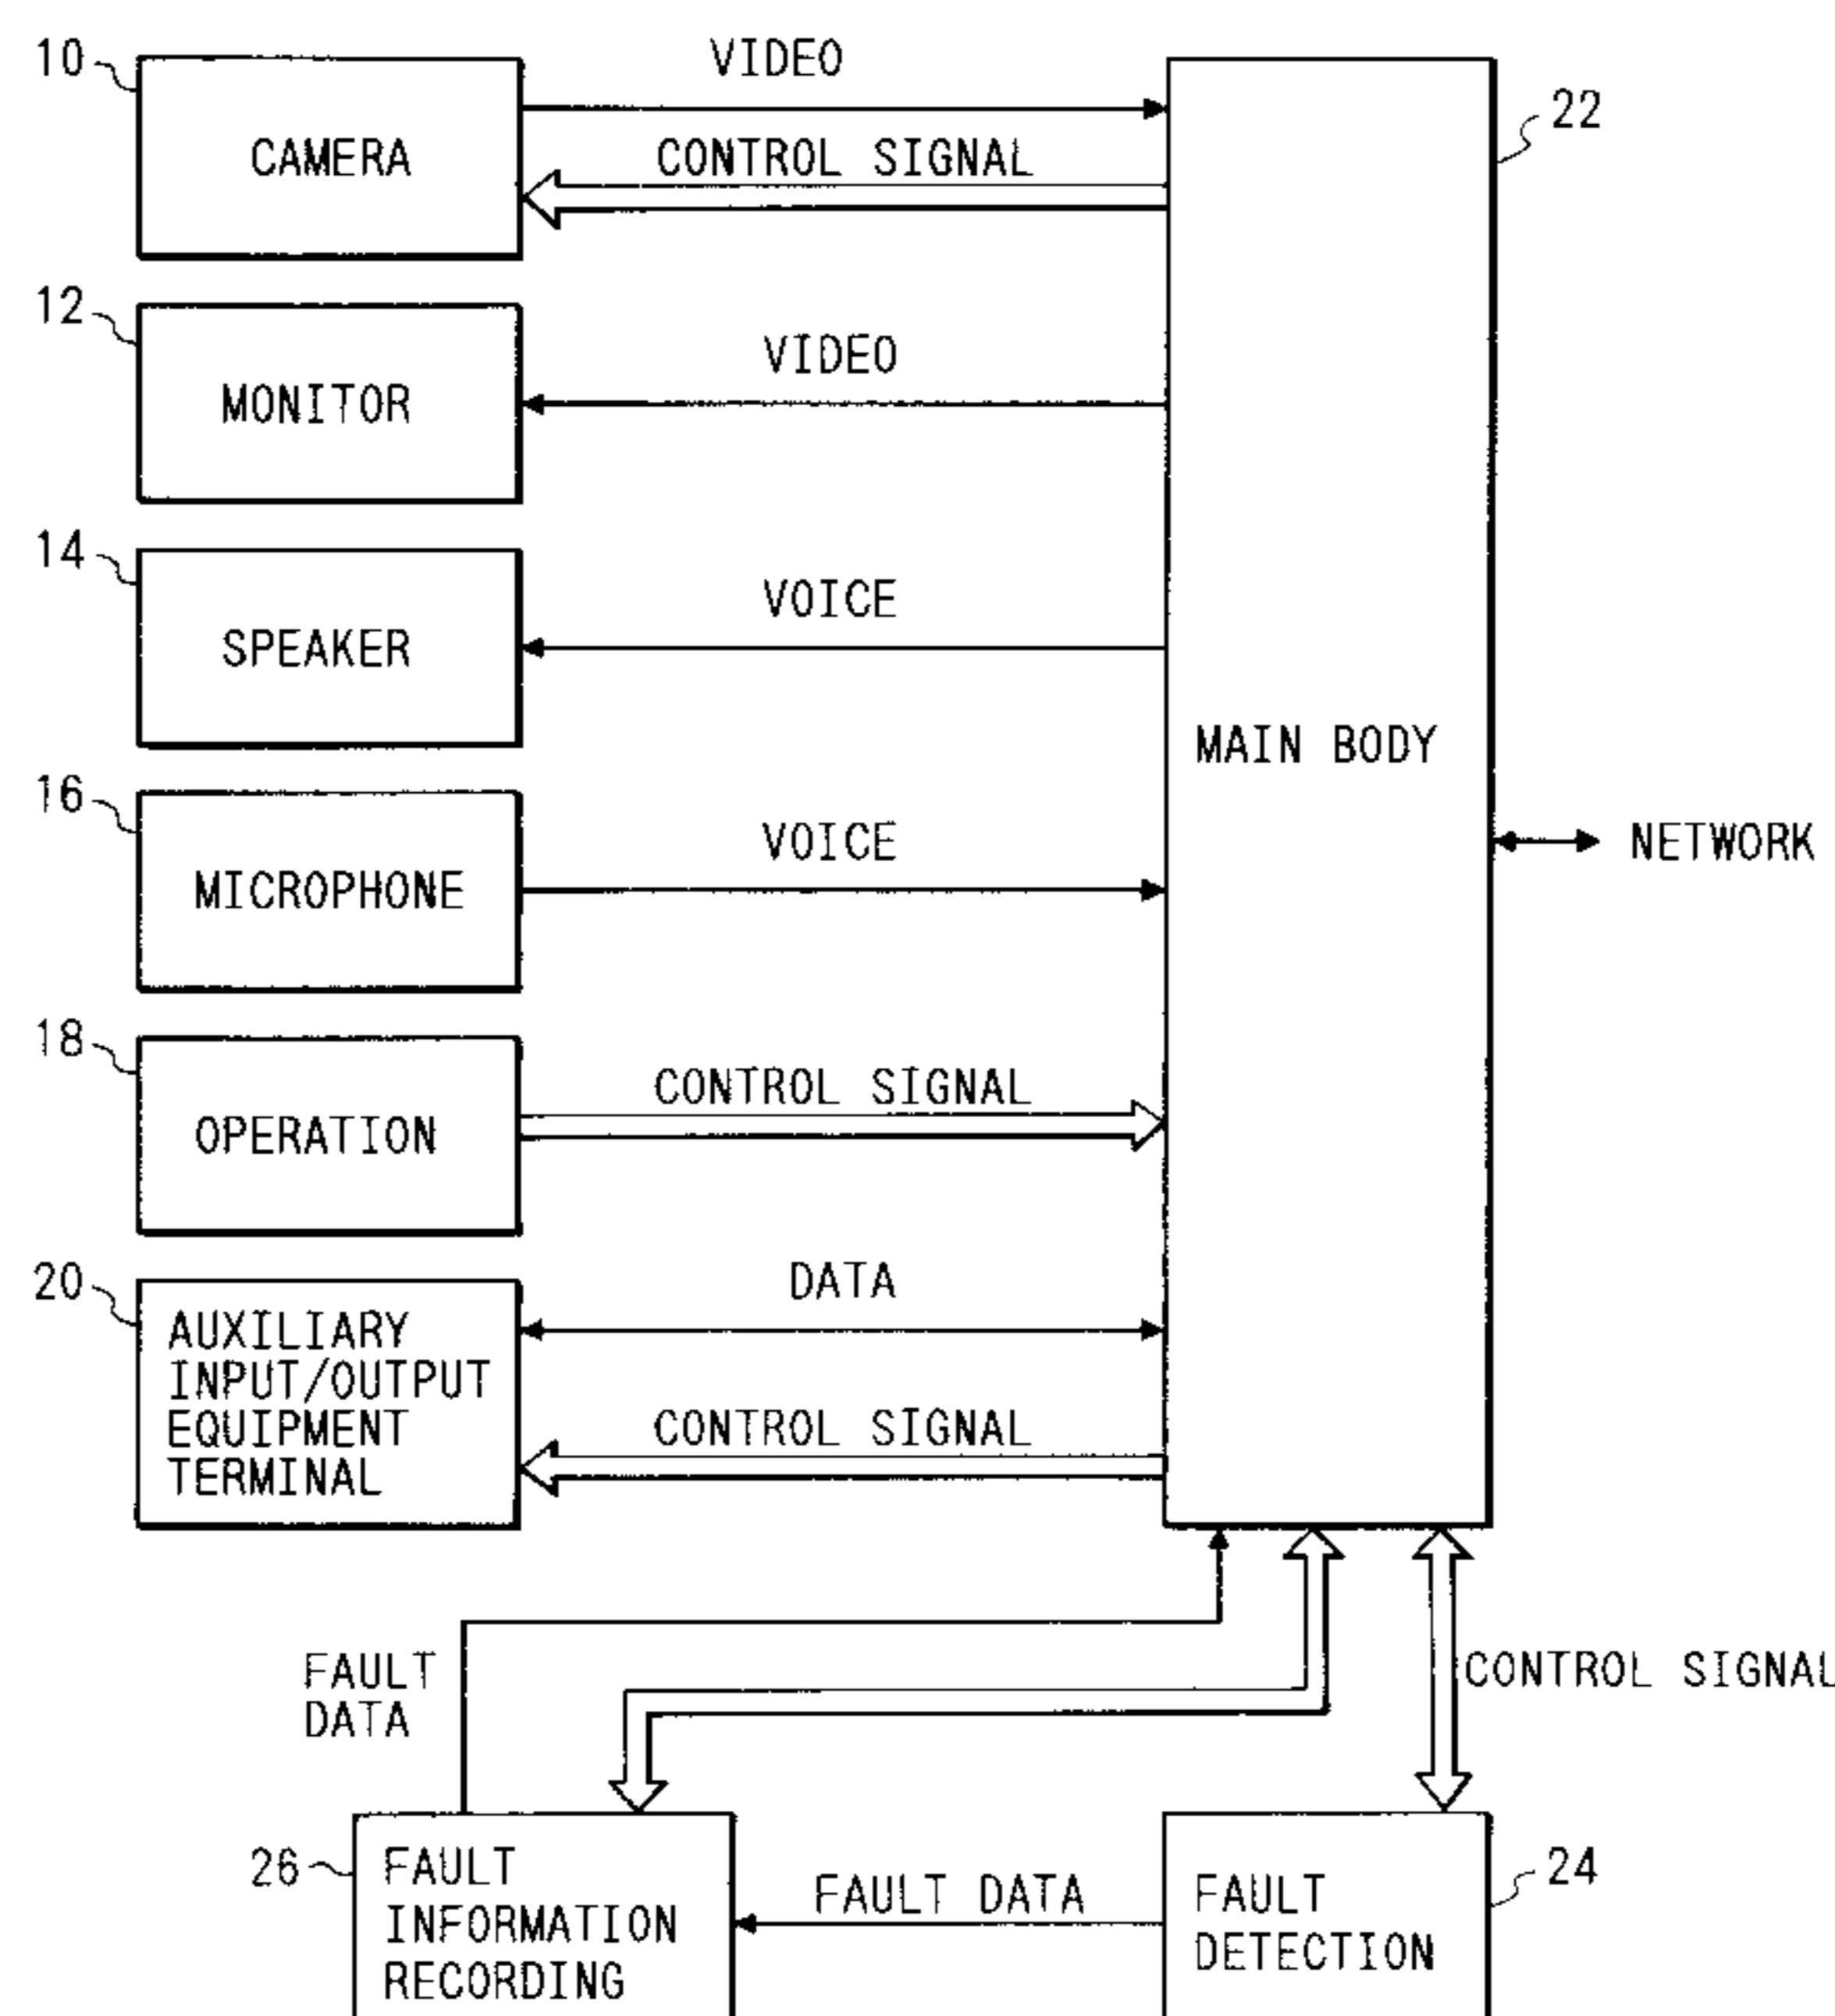 10
VIDEO
22
CAMERA
CONTROL SIGNAL
12
VIDEO
MONITOR
14
VOICE
SPEAKER
MAIN BODY
16
VOICE
NETWORK
MICROPHONE
18
CONTROL SIGNAL
OPERATION
20
DATA
AUXILIARY
INPUT/OUTPUT
EQUIPMENT
TERMINAL
CONTROL SIGNAL
FAULT
DATA
CONTROL SIGNAL
26
FAULT
INFORMATION
RECORDING
FAULT DATA
FAULT
DETECTION
24